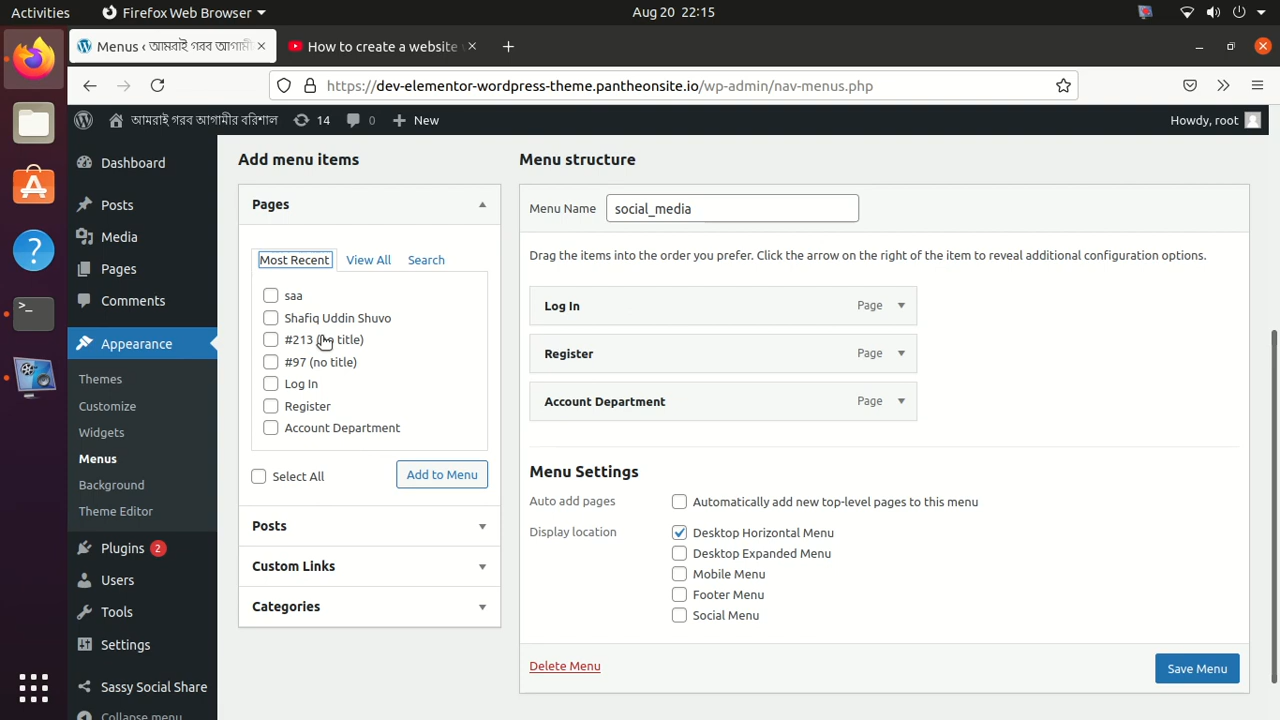 Activities
Firefox Web Browser
Aug 20 22:15
Menus ‹ আমরাই গরব আগামী
How to create a website
https://dev-elementor-wordpress-theme.pantheonsite.io/wp-admin/nav-menus.php
আমরাই গরব আগামীর বরিশাল
14
0
New
Howdy, root
Dashboard
Posts
Media
Pages
Comments
Appearance
Themes
Customize
Widgets
Menus
Background
Theme Editor
Plugins 2
Users
Tools
Settings
Sassy Social Share
Collapse menu
Add menu items
Pages
Most Recent View All Search
saa
Shafiq Uddin Shuvo
#213 (no title)
#97 (no title)
Log In
Register
Account Department
Select All
Add to Menu
Posts
Custom Links
Categories
Menu structure
Menu Name social_media
Drag the items into the order you prefer. Click the arrow on the right of the item to reveal additional configuration options.
Log In Page
Register Page
Account Department Page
Menu Settings
Auto add pages Automatically add new top-level pages to this menu
Display location Desktop Horizontal Menu
Desktop Expanded Menu
Mobile Menu
Footer Menu
Social Menu
Delete Menu
Save Menu